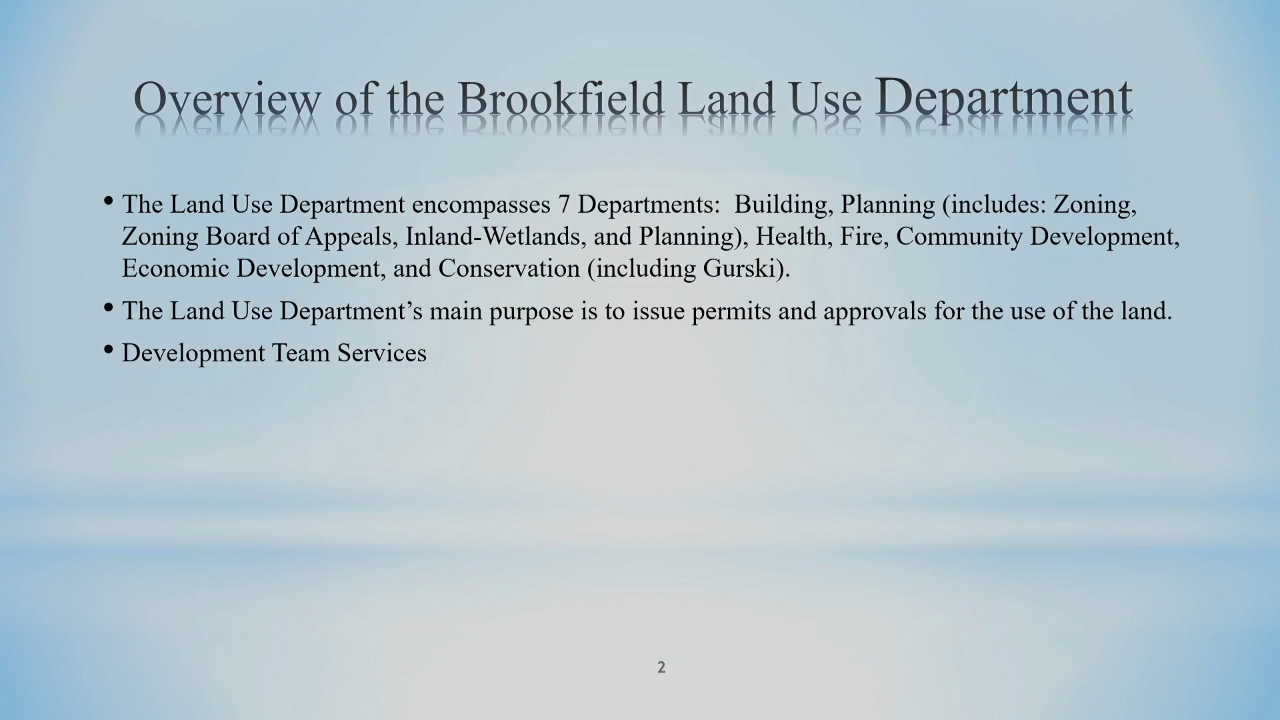 Overview of the Brookfield Land Use Department
• The Land Use Department encompasses 7 Departments:  Building, Planning (includes: Zoning,
Zoning Board of Appeals, Inland-Wetlands, and Planning), Health, Fire, Community Development,
Economic Development, and Conservation (including Gurski).
• The Land Use Department’s main purpose is to issue permits and approvals for the use of the land.
• Development Team Services
2